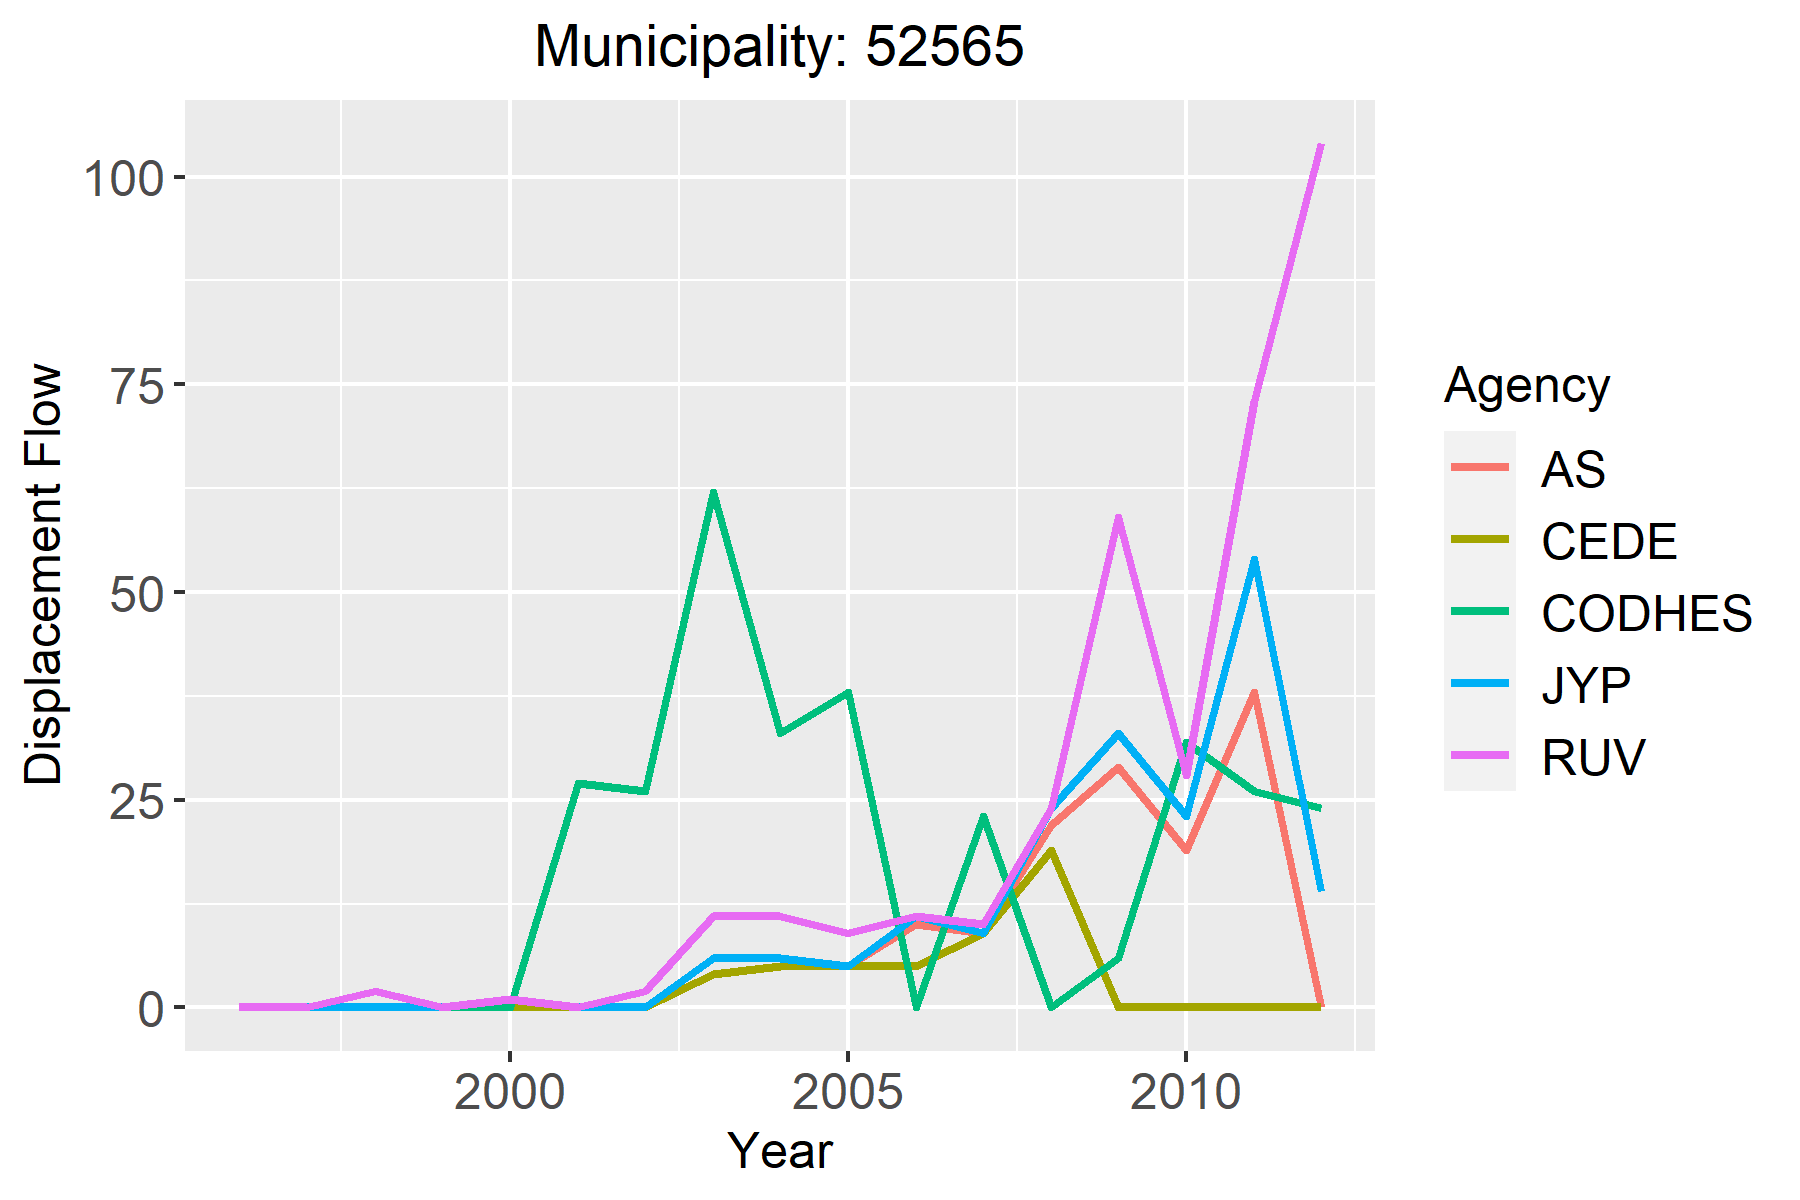 Municipality: 52565
100
75
50
25
0
Displacement Flow
2000 2005 2010
Year
Agency
AS
CEDE
CODHES
JYP
RUV